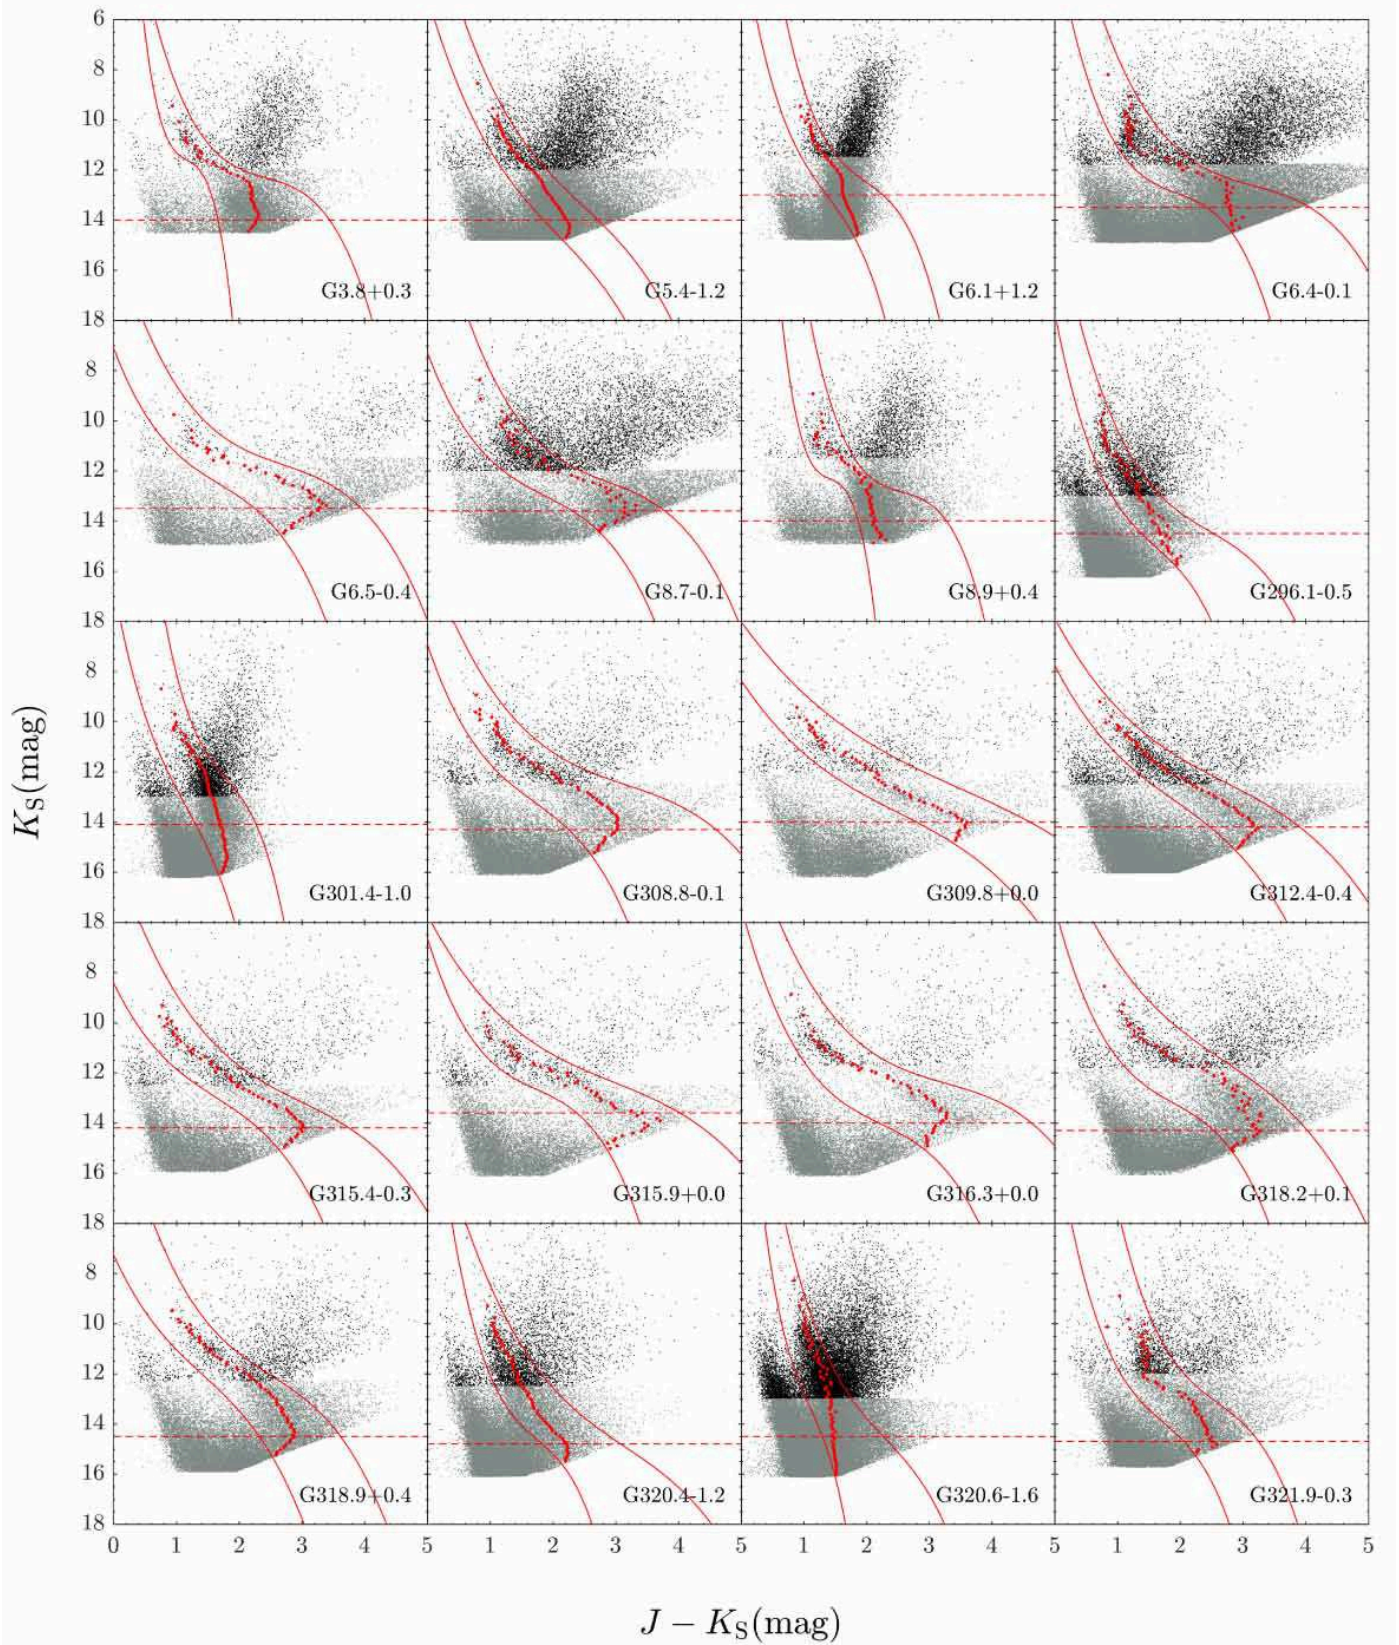 6
8
10
12
14
16
18
G3.8+0.3
G5.4-1.2
G6.1+1.2
G6.4-0.1
8
10
12
14
16
18
G6.5-0.4
G8.7-0.1
G8.9+0.4
G296.1-0.5
8
10
12
14
16
18
G301.4-1.0
G308.8-0.1
G309.8+0.0
G312.4-0.4
8
10
12
14
16
18
G315.4-0.3
G315.9+0.0
G316.3+0.0
G318.2+0.1
8
10
12
14
16
18
G318.9+0.4
G320.4-1.2
G320.6-1.6
G321.9-0.3
0 1 2 3 4 5 1 2 3 4 5 1 2 3 4 5 1 2 3 4 5
K_S(mag)
J − K_S(mag)